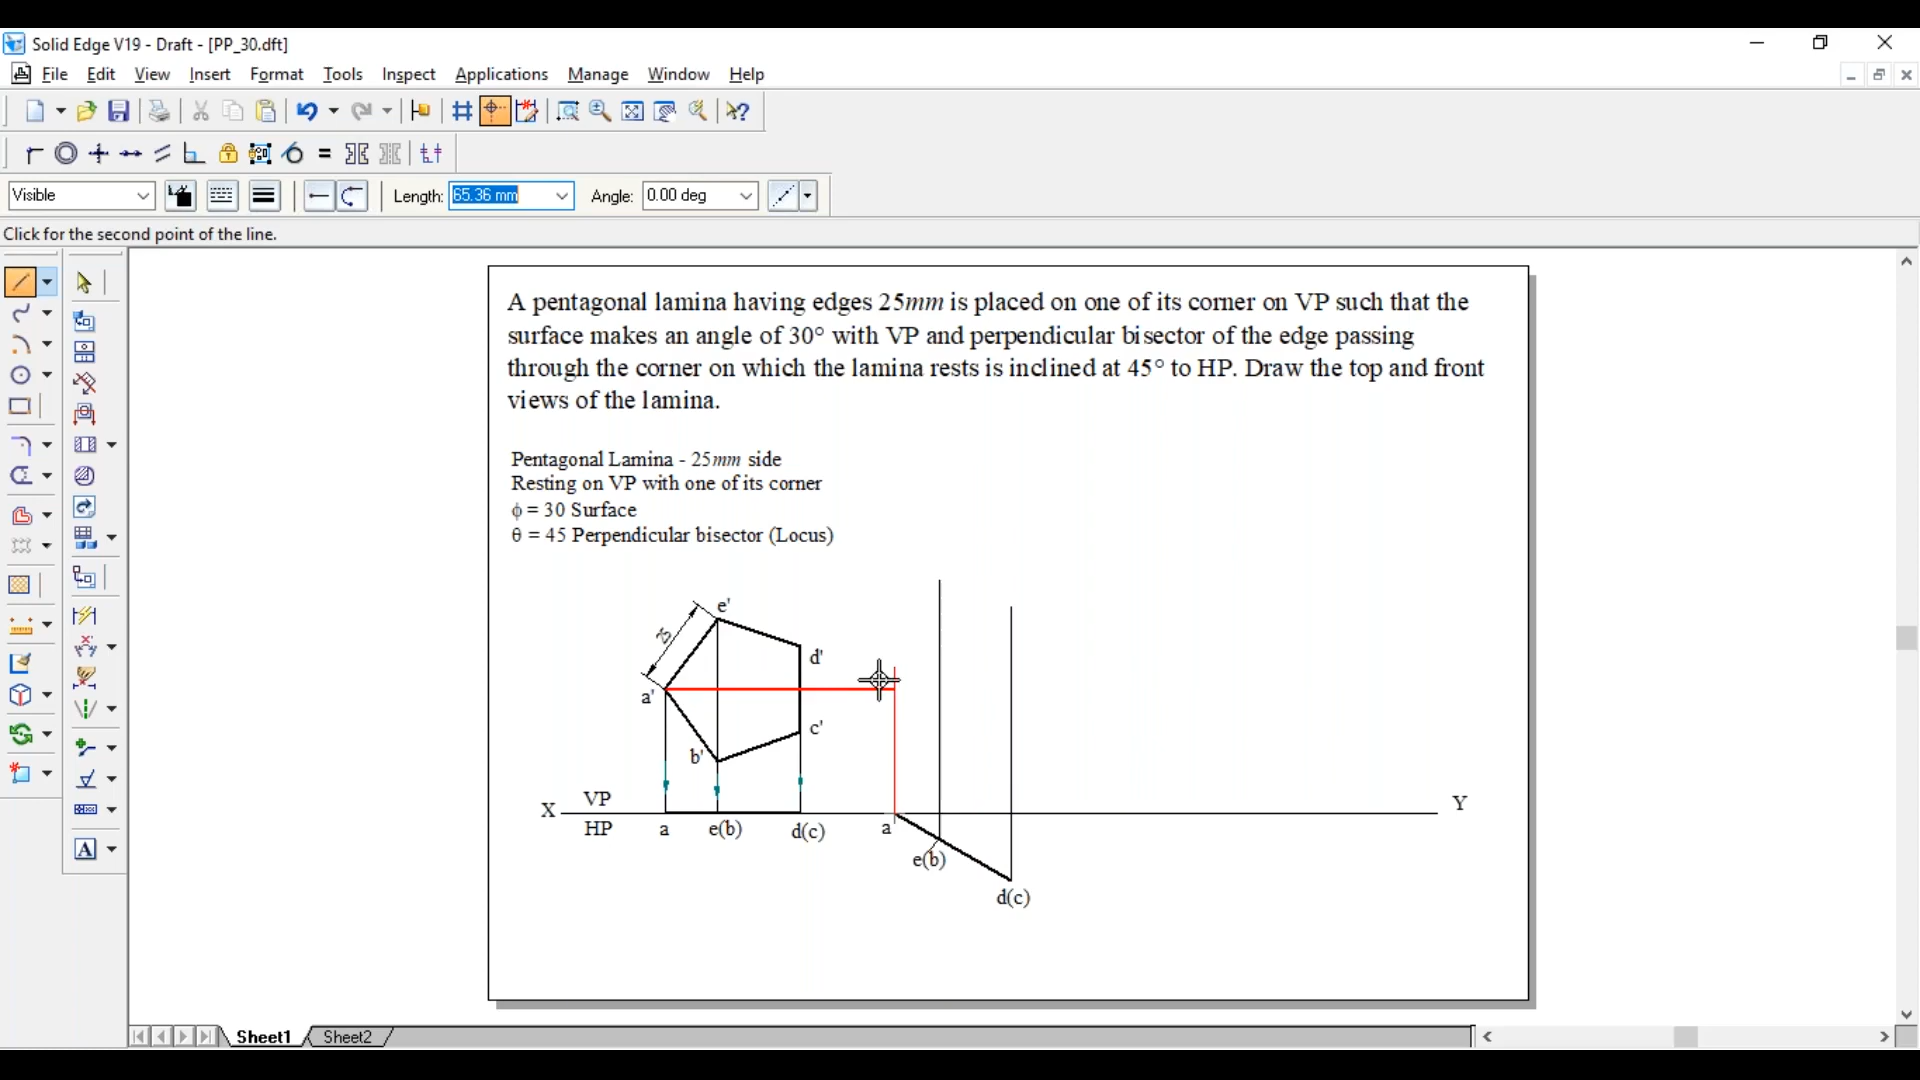 Solid Edge V19 - Draft - [PP_30.dft]
File Edit View Insert Format Tools Inspect Applications Manage Window Help
Visible Length: 65.36 mm Angle: 0.00 deg
Click for the second point of the line.
A pentagonal lamina having edges 25mm is placed on one of its corner on VP such that the
surface makes an angle of 30° with VP and perpendicular bisector of the edge passing
through the corner on which the lamina rests is inclined at 45° to HP. Draw the top and front
views of the lamina.
Pentagonal Lamina - 25mm side
Resting on VP with one of its corner
ϕ = 30 Surface
θ = 45 Perpendicular bisector (Locus)
e'
25
d'
a'
c'
b'
X VP Y
HP a e(b) d(c) a
e(b)
d(c)
A
Sheet1 Sheet2